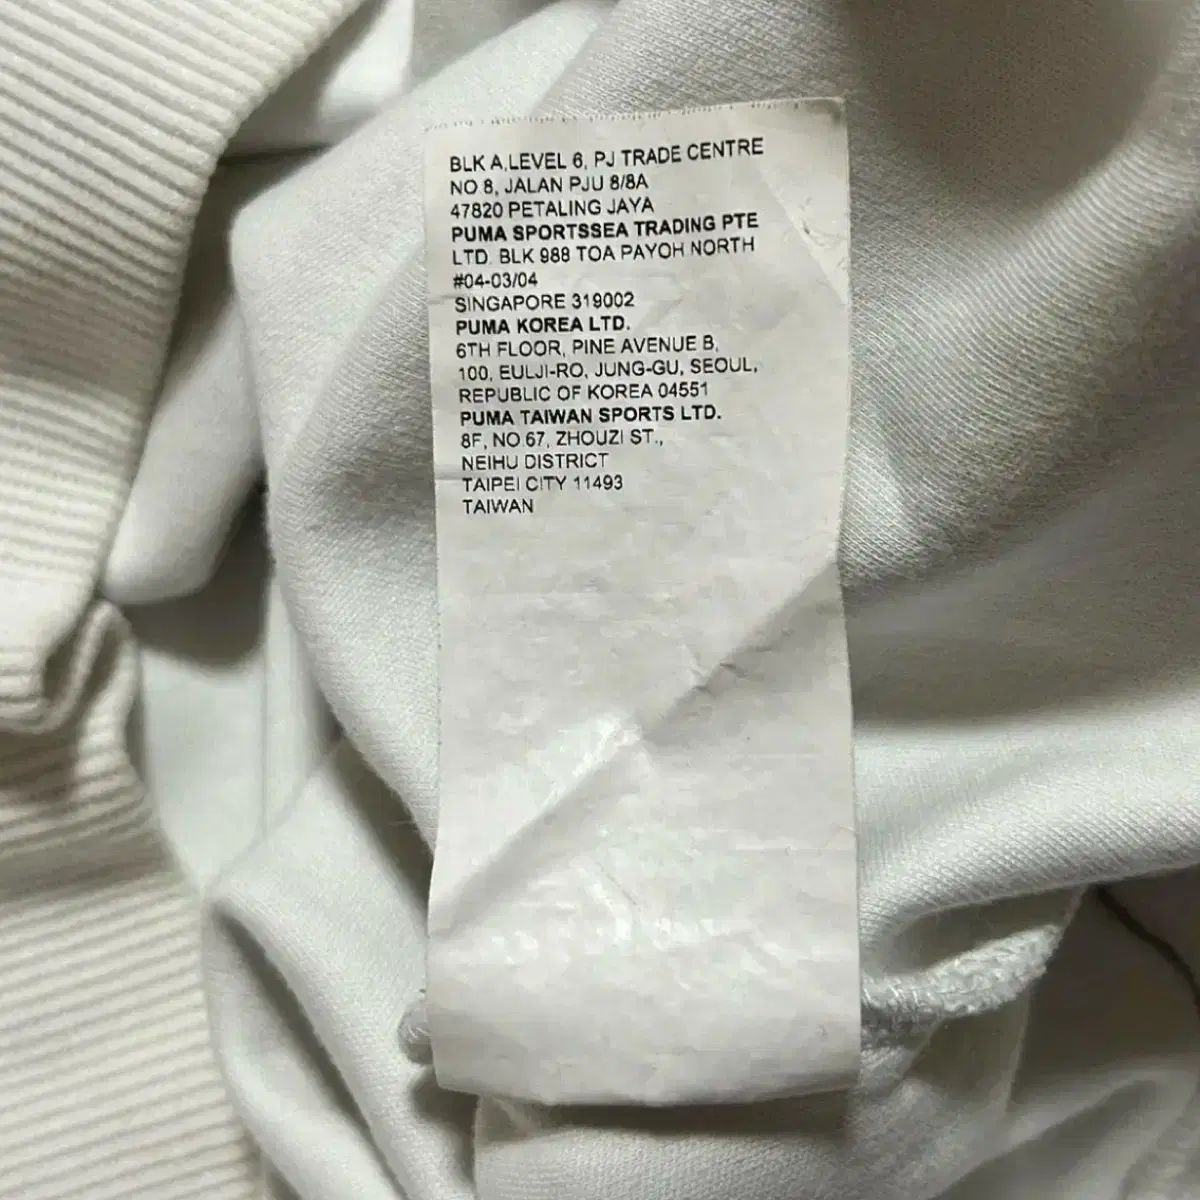 BLK A,LEVEL 6, PJ TRADE CENTRE
NO 8, JALAN PJU 8/8A
47820 PETALING JAYA
PUMA SPORTSSEA TRADING PTE
LTD. BLK 988 TOA PAYOH NORTH
#04-03/04
SINGAPORE 319002
PUMA KOREA LTD.
6TH FLOOR, PINE AVENUE B,
100, EULJI-RO, JUNG-GU, SEOUL,
REPUBLIC OF KOREA 04551
PUMA TAIWAN SPORTS LTD.
8F, NO 67, ZHOUZI ST.,
NEIHU DISTRICT
TAIPEI CITY 11493
TAIWAN